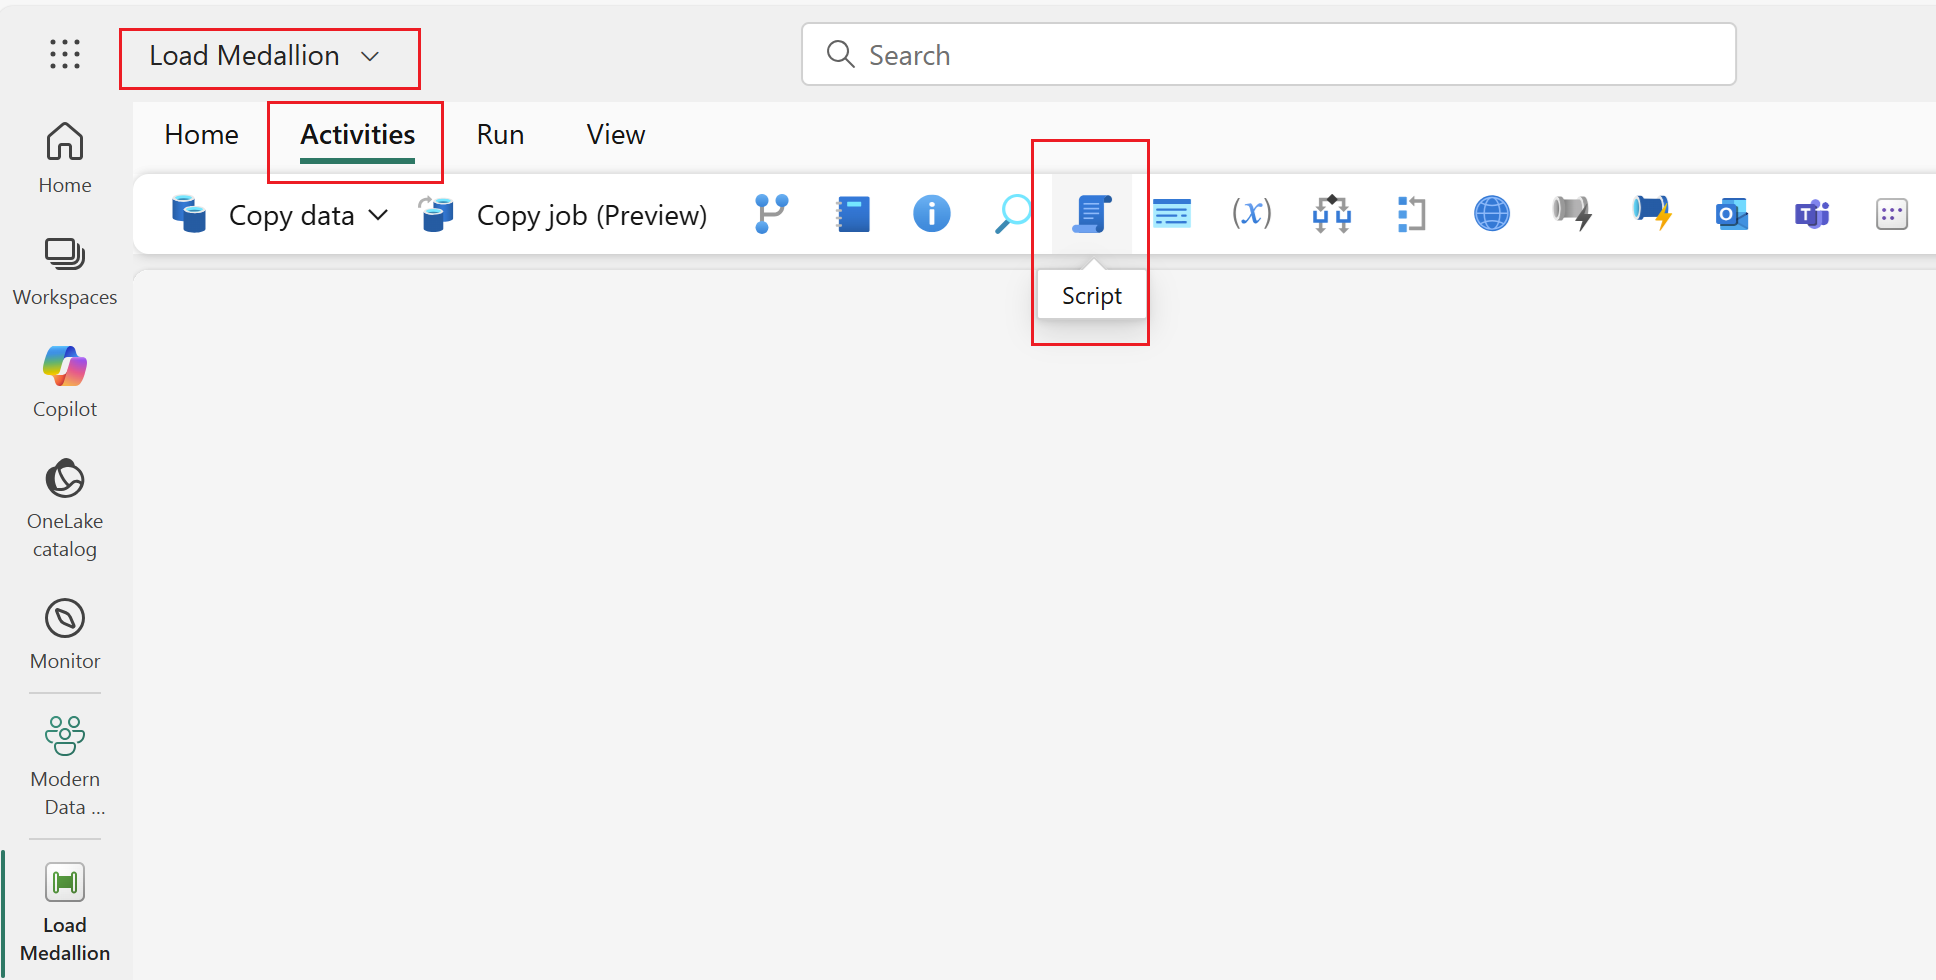 Load Medallion
Search
Home
Activities
Run
View
Copy data
Copy job (Preview)
(x)
Script
Home
Workspaces
Copilot
OneLake
catalog
Monitor
Modern
Data ...
Load
Medallion